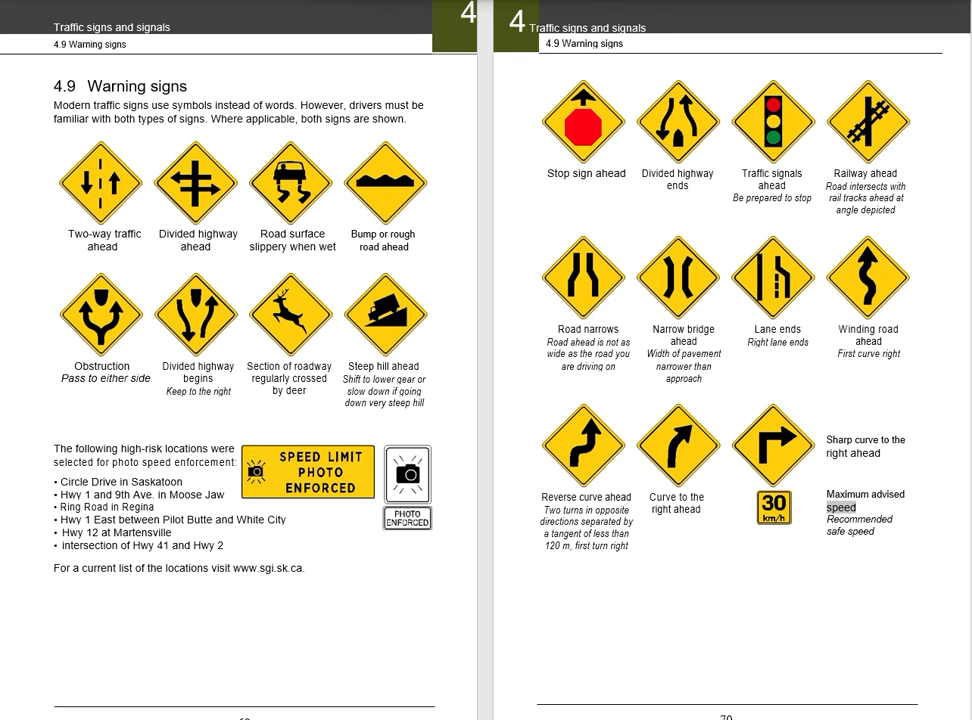 4
Traffic signs and signals
4.9 Warning signs
4.9 Warning signs
Modern traffic signs use symbols instead of words. However, drivers must be
familiar with both types of signs. Where applicable, both signs are shown.
Two-way traffic
ahead
Divided highway
ahead
Road surface
slippery when wet
Bump or rough
road ahead
Obstruction
Pass to either side
Divided highway
begins
Keep to the right
Section of roadway
regularly crossed
by deer
Steep hill ahead
Shift to lower gear or
slow down if going
down very steep hill
The following high-risk locations were
selected for photo speed enforcement:
• Circle Drive in Saskatoon
• Hwy 1 and 9th Ave. in Moose Jaw
• Ring Road in Regina
• Hwy 1 East between Pilot Butte and White City
• Hwy 12 at Martensville
• intersection of Hwy 41 and Hwy 2
SPEED LIMIT
PHOTO
ENFORCED
PHOTO
ENFORCED
For a current list of the locations visit www.sgi.sk.ca.
4 Traffic signs and signals
4.9 Warning signs
Stop sign ahead
Divided highway
ends
Traffic signals
ahead
Be prepared to stop
Railway ahead
Road intersects with
rail tracks ahead at
angle depicted
Road narrows
Road ahead is not as
wide as the road you
are driving on
Narrow bridge
ahead
Width of pavement
narrower than
approach
Lane ends
Right lane ends
Winding road
ahead
First curve right
Reverse curve ahead
Two turns in opposite
directions separated by
a tangent of less than
120 m, first turn right
Curve to the
right ahead
Sharp curve to the
right ahead
30
km/h
Maximum advised
speed
Recommended
safe speed